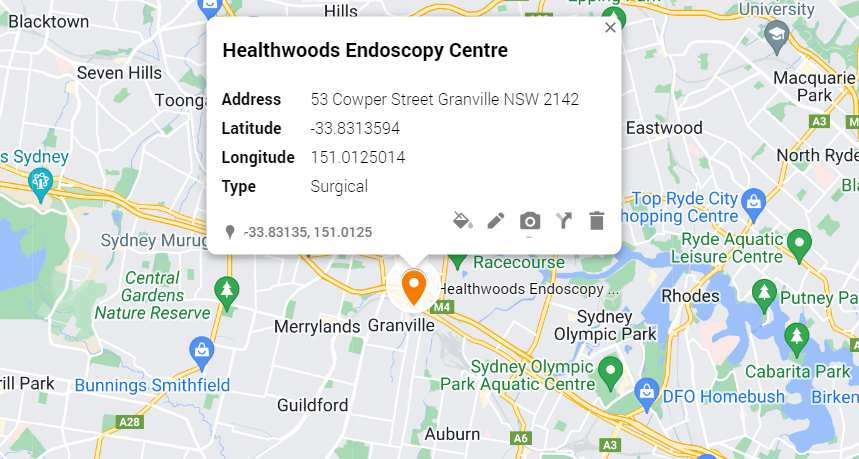 Blacktown
Hills
Epping Park
University
Healthwoods Endoscopy Centre
Seven Hills
Macquarie
Park
Toong
Address 53 Cowper Street Granville NSW 2142
A3
M
Latitude -33.8313594
Eastwood
Longitude 151.0125014
North Ryde
s Sydney
Type Surgical
Bla
Top Ryde City
hopping Centre
-33.83135, 151.0125
Sydney Murug
Ryde Aquatic
Leisure Centre
Racecourse
Central
Gardens
Nature Reserve
Healthwoods Endoscopy ...
Rhodes
Putney Pa
M4
Merrylands
Granville
Sydney
Olympic Park
Sydney Olympic
Park Aquatic Centre
Cabarita Park
rill Park
Bunnings Smithfield
DFO Homebush
Birken
Guildford
A28
Auburn
A6
A3